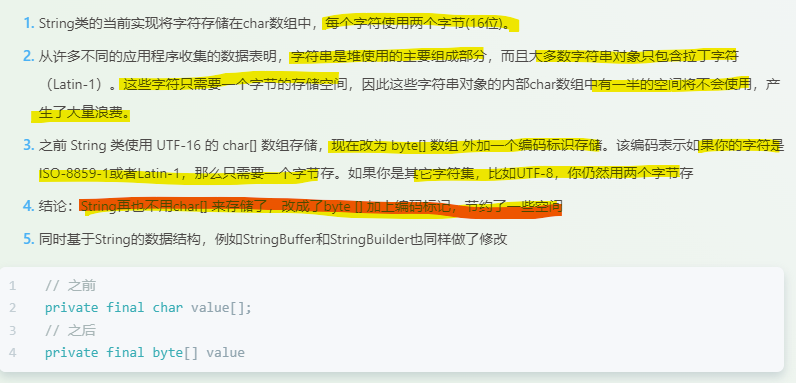 1. String类的当前实现将字符存储在char数组中，每个字符使用两个字节(16位)。
2. 从许多不同的应用程序收集的数据表明，字符串是堆使用的主要组成部分，而且大多数字符串对象只包含拉丁字符
（Latin-1）。这些字符只需要一个字节的存储空间，因此这些字符串对象的内部char数组中有一半的空间将不会使用，产
生了大量浪费。
3. 之前 String 类使用 UTF-16 的 char[] 数组存储，现在改为 byte[] 数组 外加一个编码标识存储。该编码表示如果你的字符是
ISO-8859-1或者Latin-1，那么只需要一个字节存。如果你是其它字符集，比如UTF-8，你仍然用两个字节存
4. 结论：String再也不用char[] 来存储了，改成了byte [] 加上编码标记，节约了一些空间
5. 同时基于String的数据结构，例如StringBuffer和StringBuilder也同样做了修改
1 // 之前
2 private final char value[];
3 // 之后
4 private final byte[] value